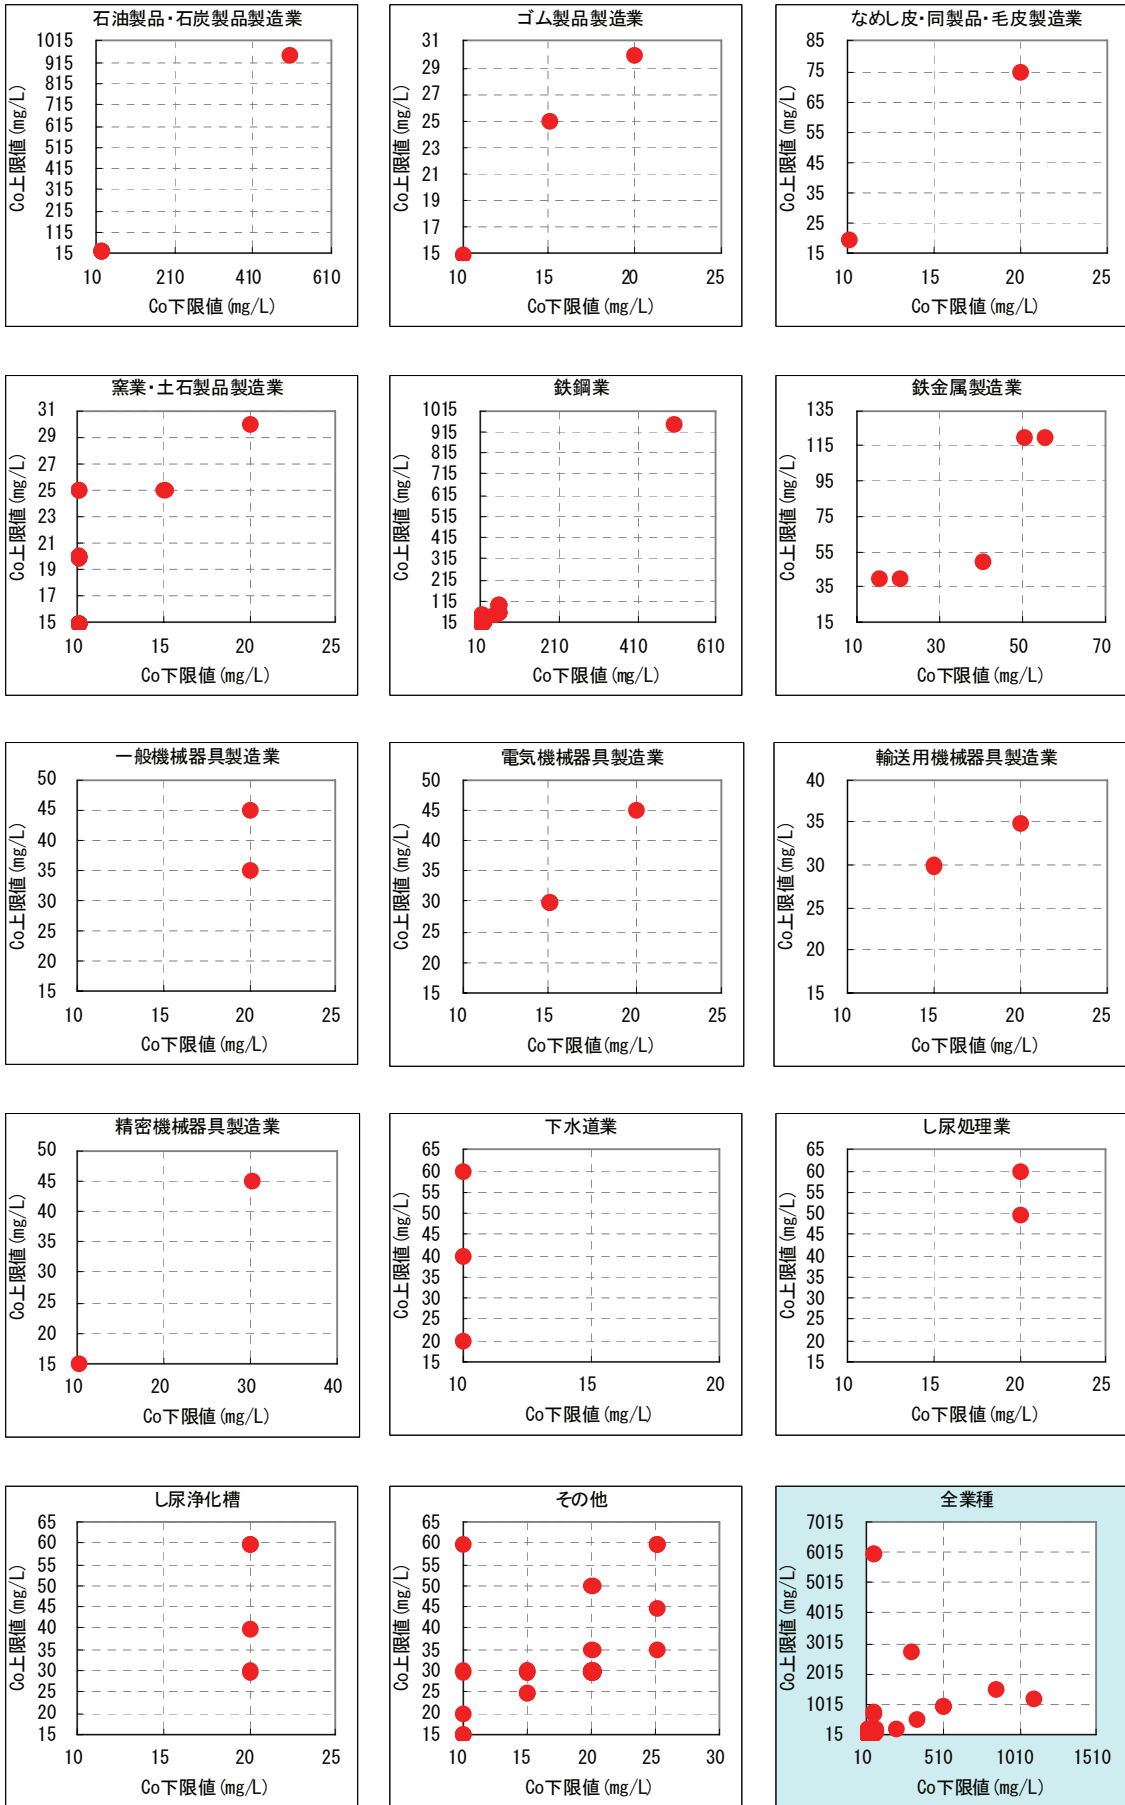 石油製品・石炭製品製造業
1015
915
815
715
615
515
415
315
215
115
15
10 210 410 610
Co上限値(mg/L)
Co下限値(mg/L)
ゴム製品製造業
31
29
27
25
23
21
19
17
15
10 15 20 25
Co上限値(mg/L)
Co下限値(mg/L)
なめし皮・同製品・毛皮製造業
85
75
65
55
45
35
25
15
10 15 20 25
Co上限値(mg/L)
Co下限値(mg/L)
窯業・土石製品製造業
31
29
27
25
23
21
19
17
15
10 15 20 25
Co上限値(mg/L)
Co下限値(mg/L)
鉄鋼業
1015
915
815
715
615
515
415
315
215
115
15
10 210 410 610
Co上限値(mg/L)
Co下限値(mg/L)
鉄金属製造業
135
115
95
75
55
35
15
10 30 50 70
Co上限値(mg/L)
Co下限値(mg/L)
一般機械器具製造業
50
45
40
35
30
25
20
15
10 15 20 25
Co上限値(mg/L)
Co下限値(mg/L)
電気機械器具製造業
50
45
40
35
30
25
20
15
10 15 20 25
Co上限値(mg/L)
Co下限値(mg/L)
輸送用機械器具製造業
40
35
30
25
20
15
10 15 20 25
Co上限値(mg/L)
Co下限値(mg/L)
精密機械器具製造業
50
45
40
35
30
25
20
15
10 20 30 40
Co上限値(mg/L)
Co下限値(mg/L)
下水道業
65
60
55
50
45
40
35
30
25
20
15
10 15 20
Co上限値(mg/L)
Co下限値(mg/L)
し尿処理業
65
60
55
50
45
40
35
30
25
20
15
10 15 20 25
Co上限値(mg/L)
Co下限値(mg/L)
し尿浄化槽
65
60
55
50
45
40
35
30
25
20
15
10 15 20 25
Co上限値(mg/L)
Co下限値(mg/L)
その他
65
60
55
50
45
40
35
30
25
20
15
10 15 20 25 30
Co上限値(mg/L)
Co下限値(mg/L)
全業種
7015
6015
5015
4015
3015
2015
1015
15
10 510 1010 1510
Co上限値(mg/L)
Co下限値(mg/L)